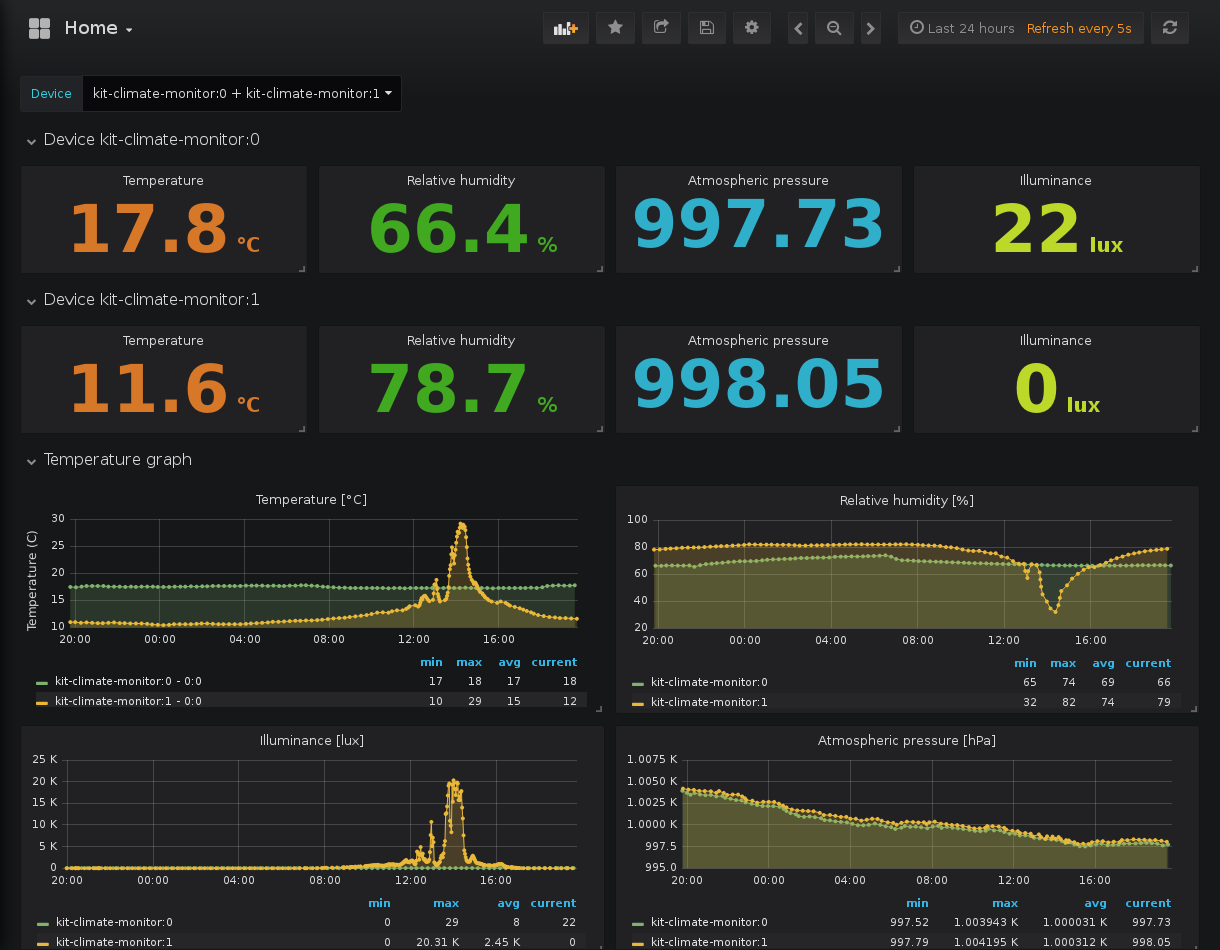 Home
Last 24 hours Refresh every 5s
Device kit-climate-monitor:0 + kit-climate-monitor:1
Device kit-climate-monitor:0
Temperature Relative humidity Atmospheric pressure Illuminance
17.8 °C 66.4 % 997.73 22 lux
Device kit-climate-monitor:1
Temperature Relative humidity Atmospheric pressure Illuminance
11.6 °C 78.7 % 998.05 0 lux
Temperature graph
Temperature [°C]
Temperature (C)
30
25
20
15
10
20:00 00:00 04:00 08:00 12:00 16:00
min max avg current
kit-climate-monitor:0 - 0:0 17 18 17 18
kit-climate-monitor:1 - 0:0 10 29 15 12
Relative humidity [%]
100
80
60
40
20
20:00 00:00 04:00 08:00 12:00 16:00
min max avg current
kit-climate-monitor:0 65 74 69 66
kit-climate-monitor:1 32 82 74 79
Illuminance [lux]
25 K
20 K
15 K
10 K
5 K
0
20:00 00:00 04:00 08:00 12:00 16:00
min max avg current
kit-climate-monitor:0 0 29 8 22
kit-climate-monitor:1 0 20.31 K 2.45 K 0
Atmospheric pressure [hPa]
1.0075 K
1.0050 K
1.0025 K
1.0000 K
997.5
995.0
20:00 00:00 04:00 08:00 12:00 16:00
min max avg current
kit-climate-monitor:0 997.52 1.003943 K 1.000031 K 997.73
kit-climate-monitor:1 997.79 1.004195 K 1.000312 K 998.05